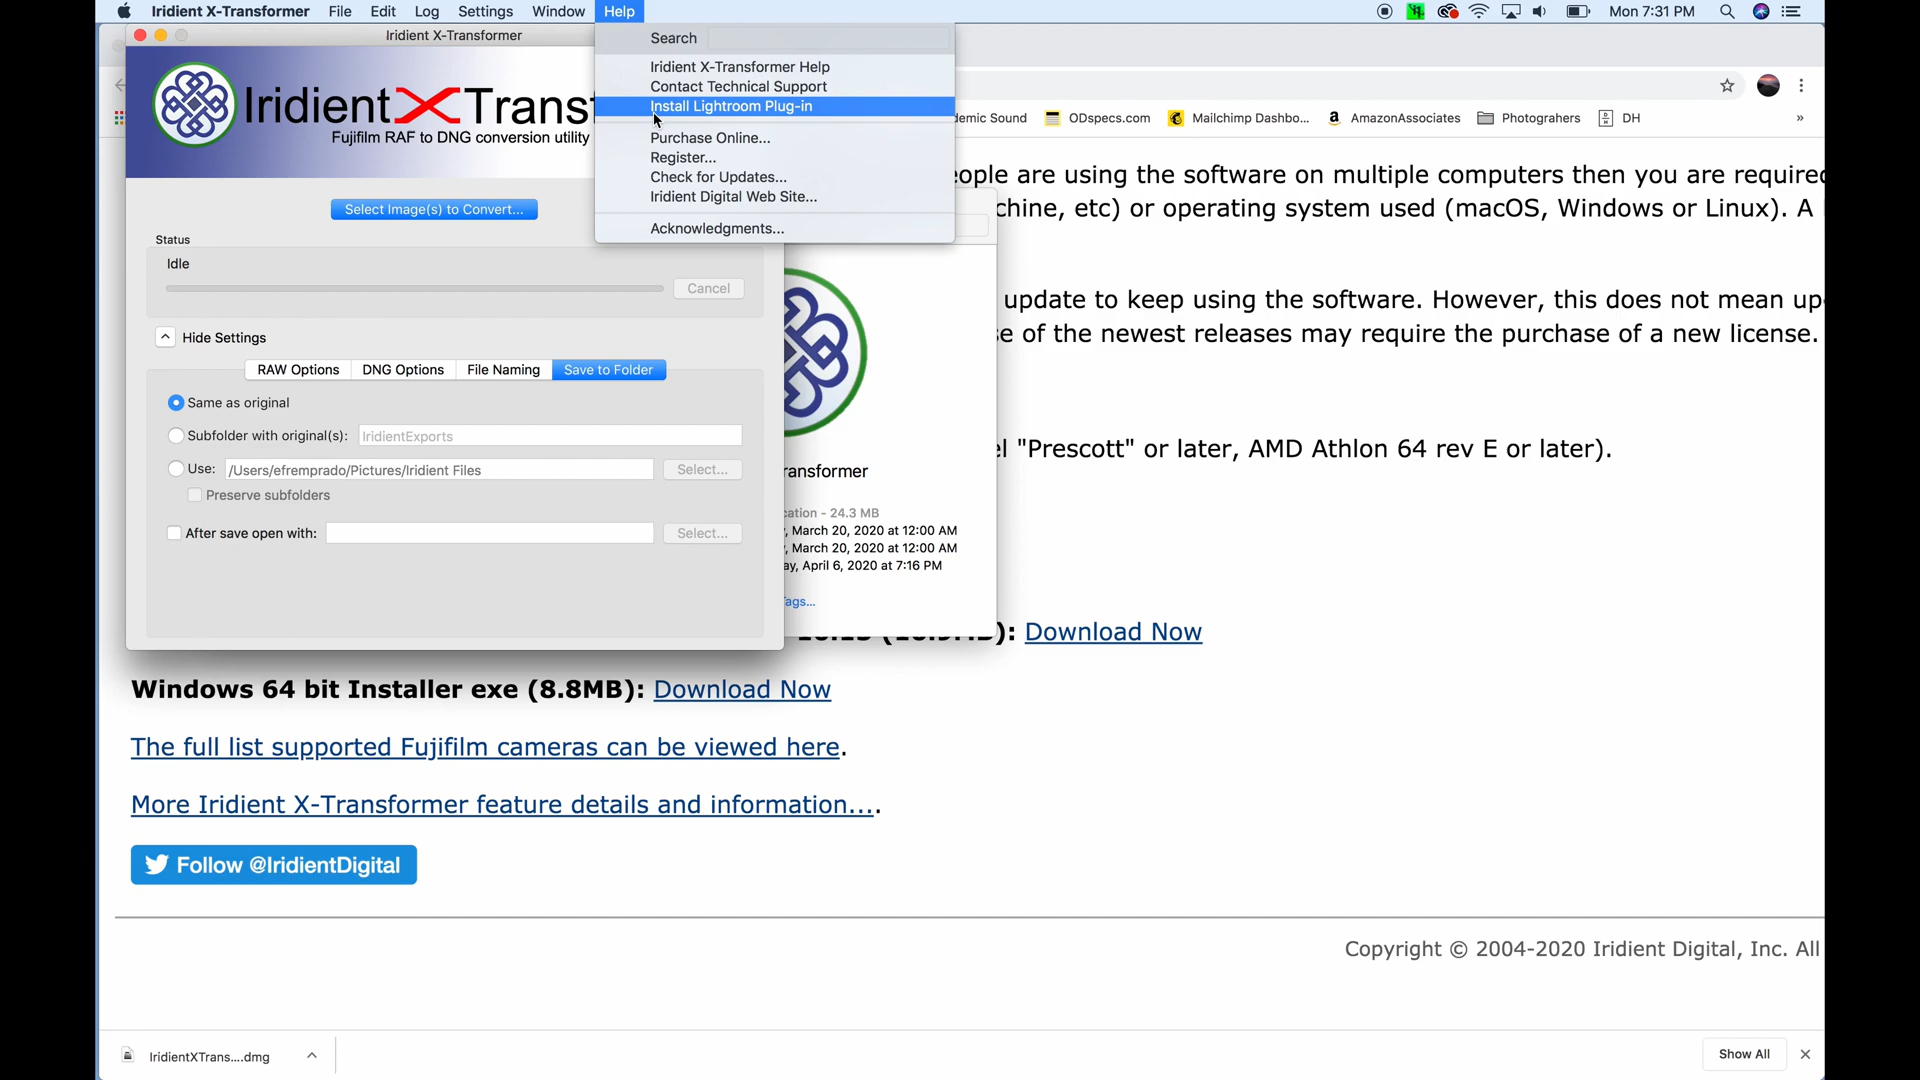 Iridient X-Transformer File Edit Log Settings Window Help Mon 7:31 PM
Iridient X-Transformer
Search
Iridient X-Transformer Help
Contact Technical Support
Install Lightroom Plug-in
Purchase Online...
Register...
Check for Updates...
Iridient Digital Web Site...
Acknowledgments...
Iridient X Transf
Fujifilm RAF to DNG conversion utility
demic Sound ODspecs.com Mailchimp Dashbo... AmazonAssociates Photograhers DH »
Select Image(s) to Convert...
Status
Idle
Cancel
Hide Settings
RAW Options DNG Options File Naming Save to Folder
Same as original
Subfolder with original(s): IridientExports
Use: /Users/efremprado/Pictures/Iridient Files Select...
Preserve subfolders
After save open with: Select...
ople are using the software on multiple computers then you are required
chine, etc) or operating system used (macOS, Windows or Linux). A
update to keep using the software. However, this does not mean up
se of the newest releases may require the purchase of a new license.
el "Prescott" or later, AMD Athlon 64 rev E or later).
ransformer
cation - 24.3 MB
, March 20, 2020 at 12:00 AM
, March 20, 2020 at 12:00 AM
ay, April 6, 2020 at 7:16 PM
Tags...
Download Now
Windows 64 bit Installer exe (8.8MB): Download Now
The full list supported Fujifilm cameras can be viewed here.
More Iridient X-Transformer feature details and information....
Follow @IridientDigital
Copyright © 2004-2020 Iridient Digital, Inc. All
IridientXTrans....dmg
Show All